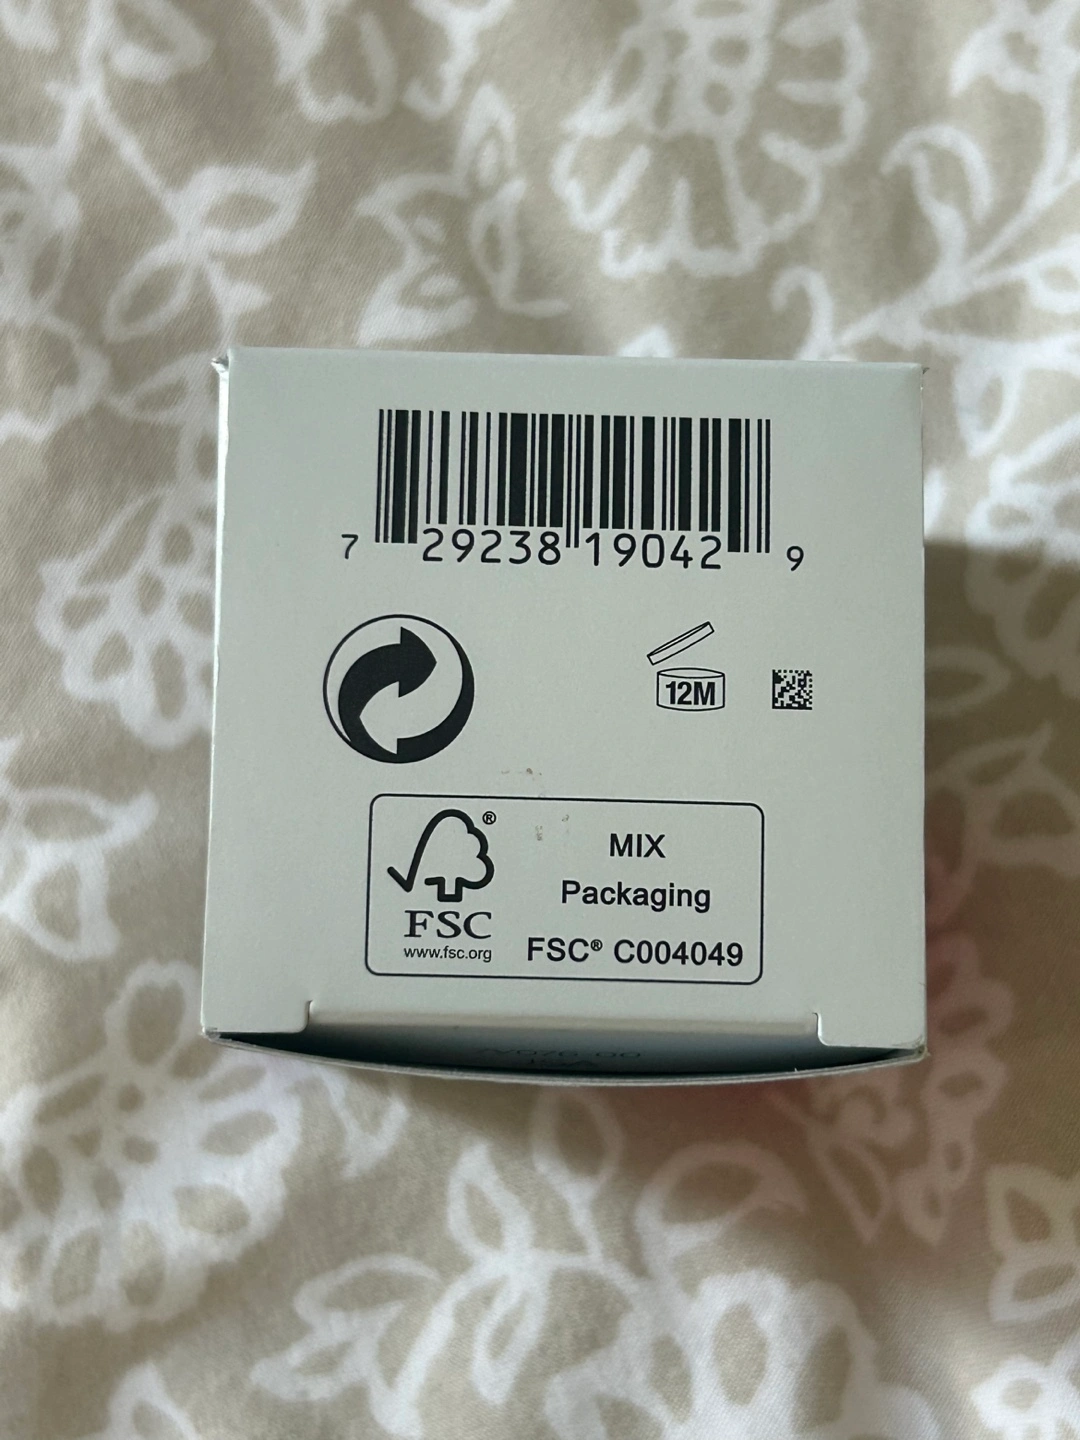 7 29238 19042 9
12M
®
FSC
www.fsc.org
MIX
Packaging
FSC® C004049